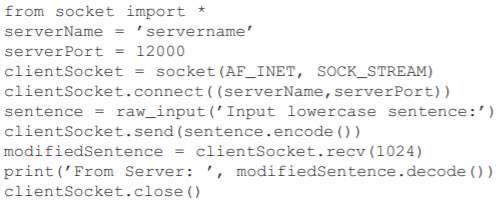 from socket import *
serverName = ’servername’
serverPort = 12000
clientSocket = socket(AF_INET, SOCK_STREAM)
clientSocket.connect((serverName,serverPort))
sentence = raw_input(’Input lowercase sentence:’)
clientSocket.send(sentence.encode())
modifiedSentence = clientSocket.recv(1024)
print(’From Server: ’, modifiedSentence.decode())
clientSocket.close()